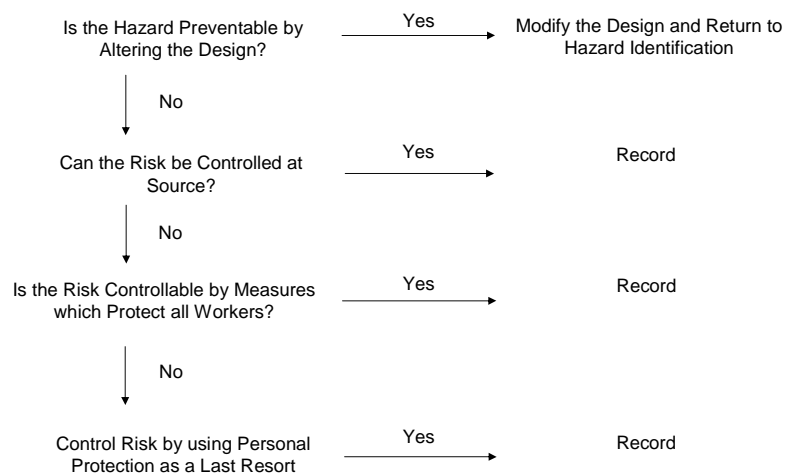 Is the Hazard Preventable by
Altering the Design?
Yes
Modify the Design and Return to
Hazard Identification
No
Can the Risk be Controlled at
Source?
Yes
Record
No
Is the Risk Controllable by Measures
which Protect all Workers?
Yes
Record
No
Control Risk by using Personal
Protection as a Last Resort
Yes
Record